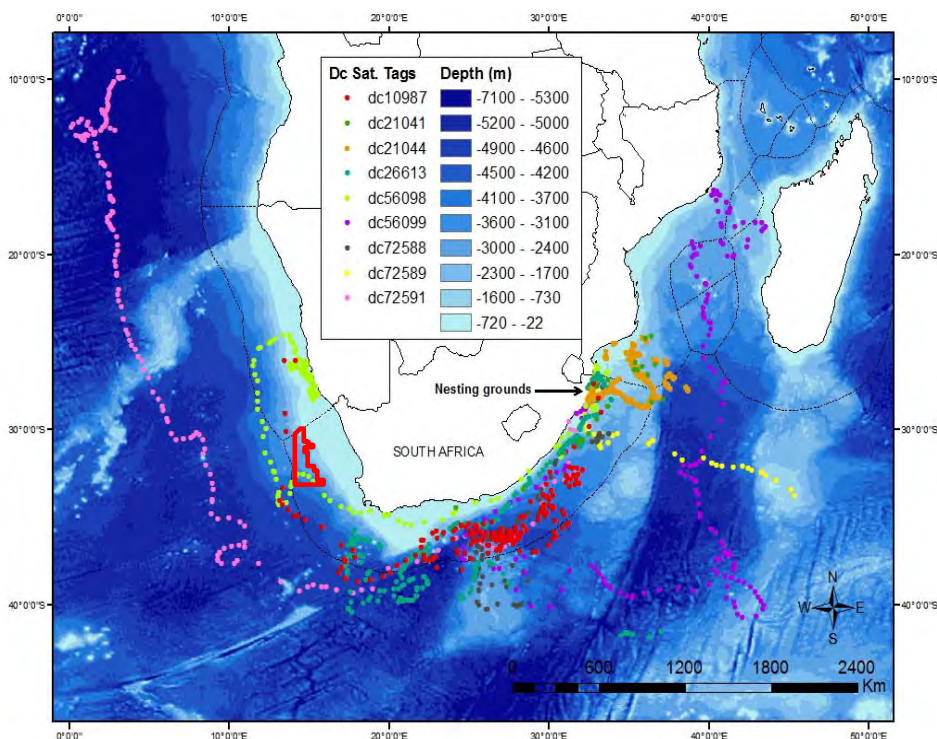 0°0'0" 10°0'0"E 20°0'0"E 30°0'0"E 40°0'0"E 50°0'0"E
10°0'0"S 10°0'0"S
Dc Sat. Tags Depth (m)
dc10987 -7100 - -5300
dc21041 -5200 - -5000
dc21044 -4900 - -4600
dc26613 -4500 - -4200
dc56098 -4100 - -3700
dc56099 -3600 - -3100
dc72588 -3000 - -2400
dc72589 -2300 - -1700
dc72591 -1600 - -730
-720 - -22
20°0'0"S 20°0'0"S
Nesting grounds
30°0'0"S 30°0'0"S
SOUTH AFRICA
40°0'0"S 40°0'0"S
N
W E
S
0 600 1200 1800 2400
Km
0°0'0" 10°0'0"E 20°0'0"E 30°0'0"E 40°0'0"E 50°0'0"E